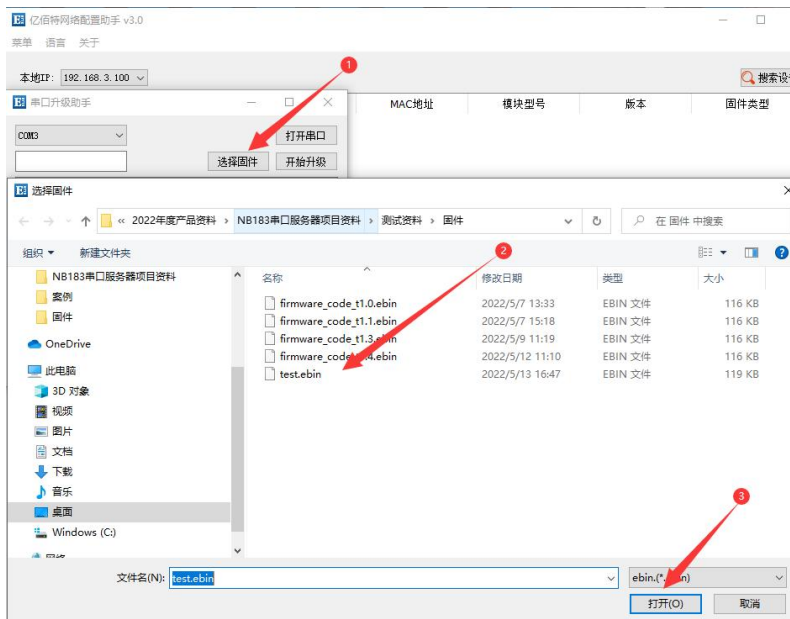 亿佰特网络配置助手 v3.0
菜单 语言 关于
本地IP: 192.168.3.100
搜索设
串口升级助手
MAC地址 模块型号 版本 固件类型
COM3 打开串口
选择固件 开始升级
1
选择固件
« 2022年度产品资料 › NB183串口服务器项目资料 › 测试资料 › 固件
在 固件 中搜索
组织 新建文件夹
2
NB183串口服务器项目资料
案例
固件
OneDrive
此电脑
3D 对象
视频
图片
文档
下载
音乐
桌面
Windows (C:)
名称 修改日期 类型 大小
firmware_code_t1.0.ebin 2022/5/7 13:33 EBIN 文件 116 KB
firmware_code_t1.1.ebin 2022/5/7 15:18 EBIN 文件 116 KB
firmware_code_t1.3.ebin 2022/5/9 11:19 EBIN 文件 116 KB
firmware_code 4.ebin 2022/5/12 11:10 EBIN 文件 116 KB
test.ebin 2022/5/13 16:47 EBIN 文件 119 KB
3
文件名(N): test.ebin
打开(O) 取消